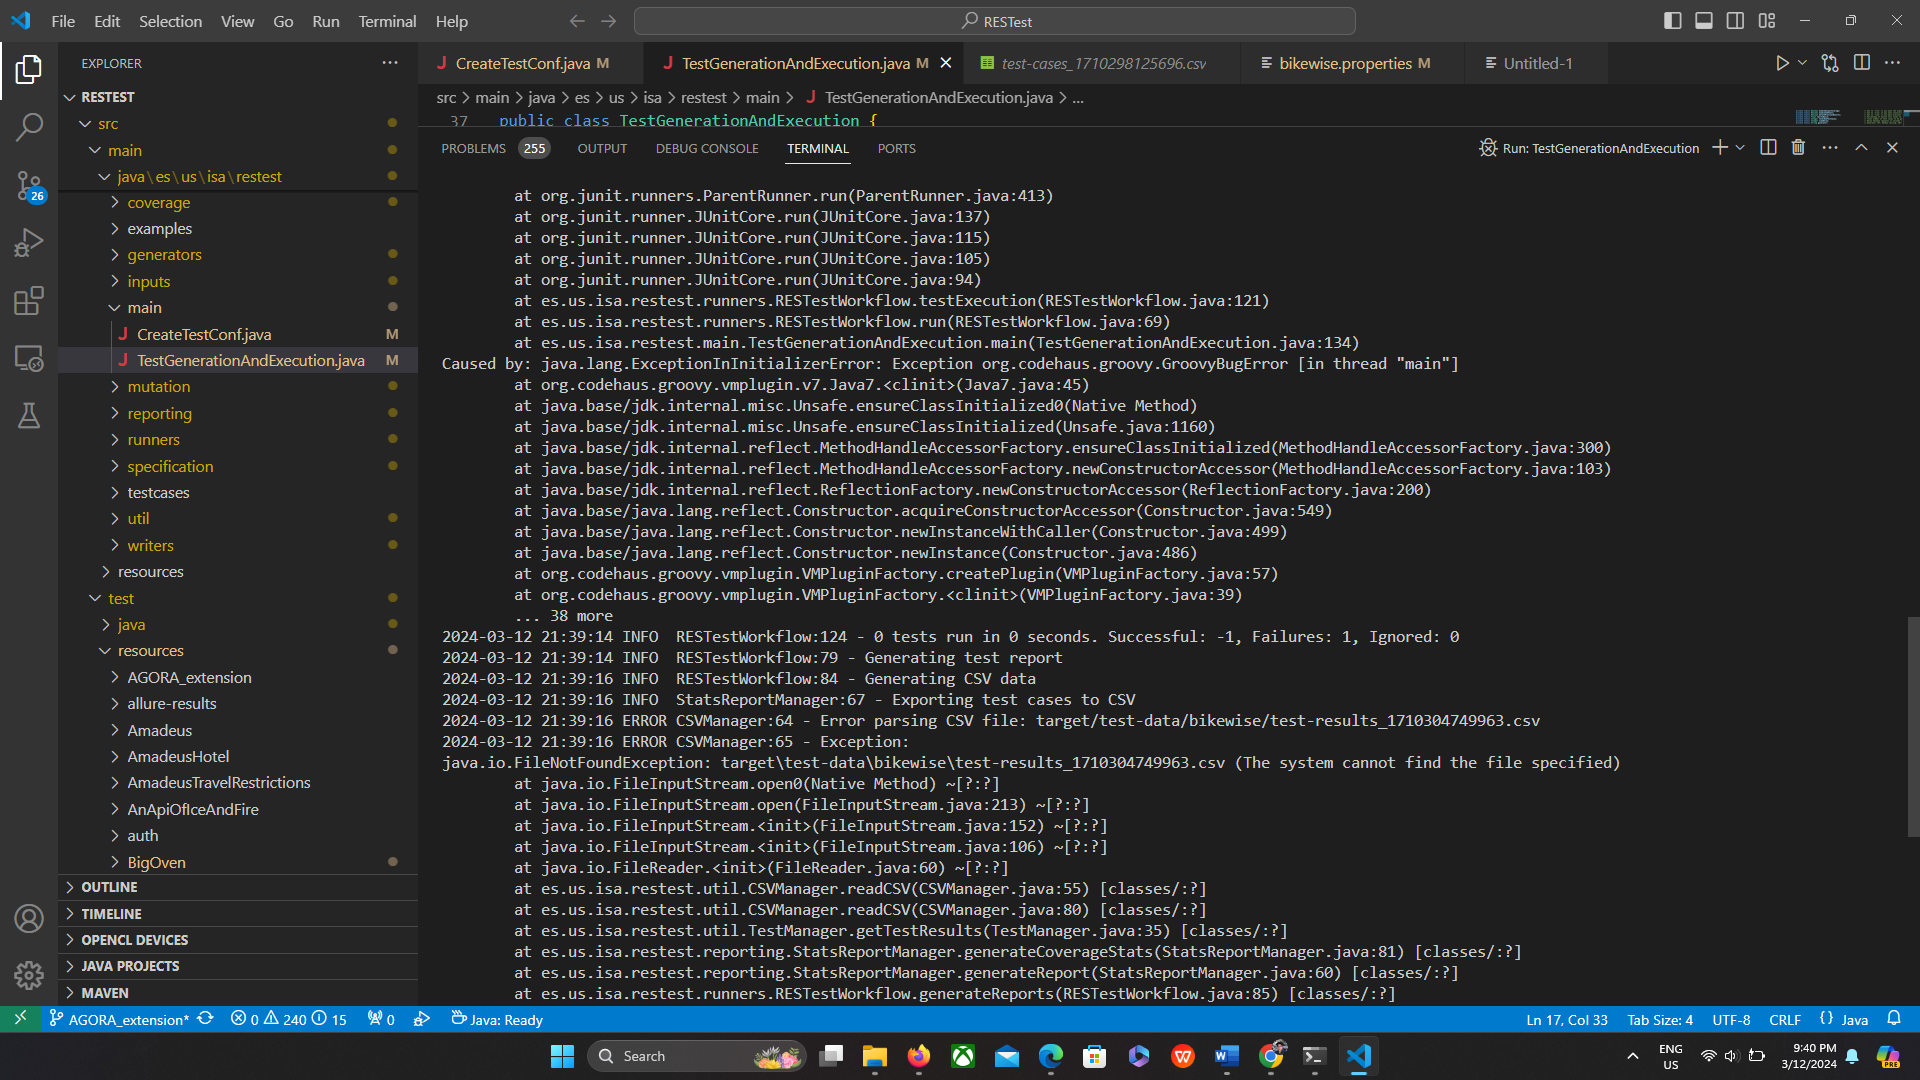 File Edit Selection View Go Run Terminal Help
RESTest
EXPLORER
RESTEST
src
main
java\es\us\isa\restest
coverage
examples
generators
inputs
main
CreateTestConf.java M
TestGenerationAndExecution.java M
mutation
reporting
runners
specification
testcases
util
writers
resources
test
java
resources
AGORA_extension
allure-results
Amadeus
AmadeusHotel
AmadeusTravelRestrictions
AnApiOfIceAndFire
auth
BigOven
OUTLINE
TIMELINE
OPENCL DEVICES
JAVA PROJECTS
MAVEN
26
CreateTestConf.java M
TestGenerationAndExecution.java M
test-cases_1710298125696.csv
bikewise.properties M
Untitled-1
src > main > java > es > us > isa > restest > main > TestGenerationAndExecution.java > ...
37 public class TestGenerationAndExecution {
PROBLEMS 255 OUTPUT DEBUG CONSOLE TERMINAL PORTS
Run: TestGenerationAndExecution
at org.junit.runners.ParentRunner.run(ParentRunner.java:413)
at org.junit.runner.JUnitCore.run(JUnitCore.java:137)
at org.junit.runner.JUnitCore.run(JUnitCore.java:115)
at org.junit.runner.JUnitCore.run(JUnitCore.java:105)
at org.junit.runner.JUnitCore.run(JUnitCore.java:94)
at es.us.isa.restest.runners.RESTestWorkflow.testExecution(RESTestWorkflow.java:121)
at es.us.isa.restest.runners.RESTestWorkflow.run(RESTestWorkflow.java:69)
at es.us.isa.restest.main.TestGenerationAndExecution.main(TestGenerationAndExecution.java:134)
Caused by: java.lang.ExceptionInInitializerError: Exception org.codehaus.groovy.GroovyBugError [in thread "main"]
at org.codehaus.groovy.vmplugin.v7.Java7.<clinit>(Java7.java:45)
at java.base/jdk.internal.misc.Unsafe.ensureClassInitialized0(Native Method)
at java.base/jdk.internal.misc.Unsafe.ensureClassInitialized(Unsafe.java:1160)
at java.base/jdk.internal.reflect.MethodHandleAccessorFactory.ensureClassInitialized(MethodHandleAccessorFactory.java:300)
at java.base/jdk.internal.reflect.MethodHandleAccessorFactory.newConstructorAccessor(MethodHandleAccessorFactory.java:103)
at java.base/jdk.internal.reflect.ReflectionFactory.newConstructorAccessor(ReflectionFactory.java:200)
at java.base/java.lang.reflect.Constructor.acquireConstructorAccessor(Constructor.java:549)
at java.base/java.lang.reflect.Constructor.newInstanceWithCaller(Constructor.java:499)
at java.base/java.lang.reflect.Constructor.newInstance(Constructor.java:486)
at org.codehaus.groovy.vmplugin.VMPluginFactory.createPlugin(VMPluginFactory.java:57)
at org.codehaus.groovy.vmplugin.VMPluginFactory.<clinit>(VMPluginFactory.java:39)
... 38 more
2024-03-12 21:39:14 INFO  RESTestWorkflow:124 - 0 tests run in 0 seconds. Successful: -1, Failures: 1, Ignored: 0
2024-03-12 21:39:14 INFO  RESTestWorkflow:79 - Generating test report
2024-03-12 21:39:16 INFO  RESTestWorkflow:84 - Generating CSV data
2024-03-12 21:39:16 INFO  StatsReportManager:67 - Exporting test cases to CSV
2024-03-12 21:39:16 ERROR CSVManager:64 - Error parsing CSV file: target/test-data/bikewise/test-results_1710304749963.csv
2024-03-12 21:39:16 ERROR CSVManager:65 - Exception:
java.io.FileNotFoundException: target\test-data\bikewise\test-results_1710304749963.csv (The system cannot find the file specified)
at java.io.FileInputStream.open0(Native Method) ~[?:?]
at java.io.FileInputStream.open(FileInputStream.java:213) ~[?:?]
at java.io.FileInputStream.<init>(FileInputStream.java:152) ~[?:?]
at java.io.FileInputStream.<init>(FileInputStream.java:106) ~[?:?]
at java.io.FileReader.<init>(FileReader.java:60) ~[?:?]
at es.us.isa.restest.util.CSVManager.readCSV(CSVManager.java:55) [classes/:?]
at es.us.isa.restest.util.CSVManager.readCSV(CSVManager.java:80) [classes/:?]
at es.us.isa.restest.util.TestManager.getTestResults(TestManager.java:35) [classes/:?]
at es.us.isa.restest.reporting.StatsReportManager.generateCoverageStats(StatsReportManager.java:81) [classes/:?]
at es.us.isa.restest.reporting.StatsReportManager.generateReport(StatsReportManager.java:60) [classes/:?]
at es.us.isa.restest.runners.RESTestWorkflow.generateReports(RESTestWorkflow.java:85) [classes/:?]
AGORA_extension* 0 240 15 0 Java: Ready
Ln 17, Col 33 Tab Size: 4 UTF-8 CRLF {} Java
Search
ENG
US
9:40 PM
3/12/2024
PRE